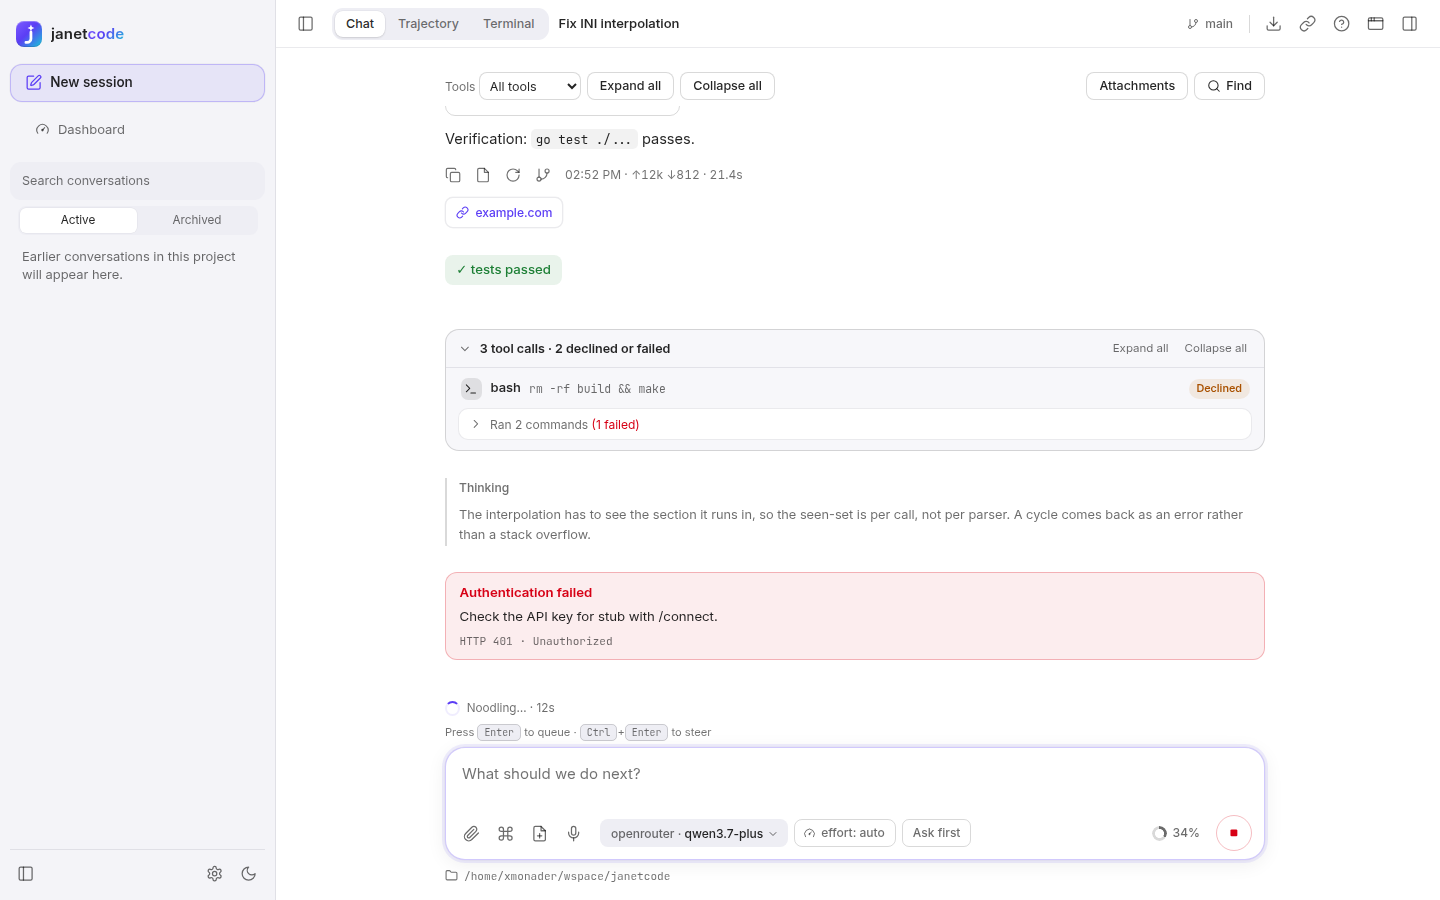 janetcode
New session
Dashboard
Search conversations
Active
Archived
Earlier conversations in this project
will appear here.
Chat
Trajectory
Terminal
Fix INI interpolation
main
Tools
All tools
Expand all
Collapse all
Attachments
Find
Verification: go test ./... passes.
02:52 PM · ↑12k ↓812 · 21.4s
example.com
✓ tests passed
3 tool calls · 2 declined or failed
Expand all
Collapse all
bash rm -rf build && make
Declined
Ran 2 commands (1 failed)
Thinking
The interpolation has to see the section it runs in, so the seen-set is per call, not per parser. A cycle comes back as an error rather
than a stack overflow.
Authentication failed
Check the API key for stub with /connect.
HTTP 401 · Unauthorized
Noodling... · 12s
Press Enter to queue · Ctrl+Enter to steer
What should we do next?
openrouter · qwen3.7-plus
effort: auto
Ask first
34%
/home/xmonader/wspace/janetcode